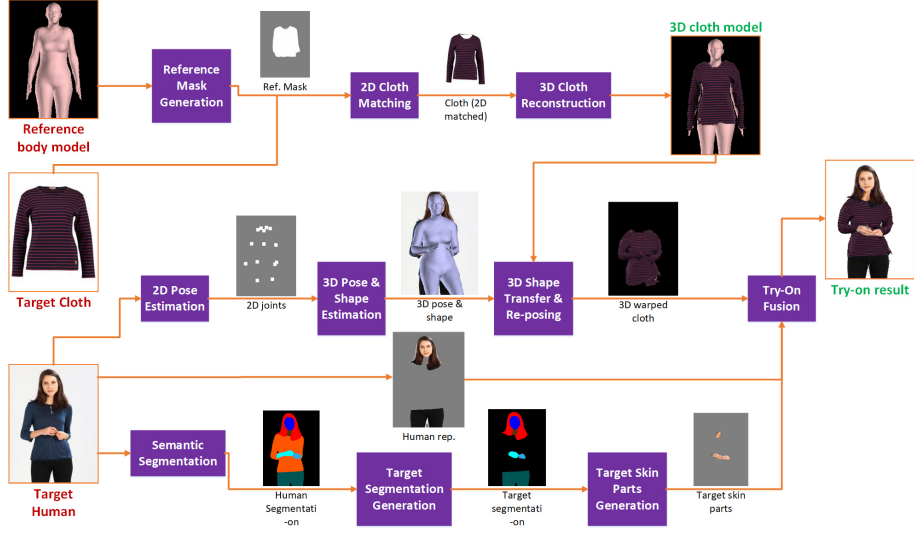 3D cloth model
Reference
Mask
Generation
Ref. Mask
2D Cloth
Matching
Cloth (2D
matched)
3D Cloth
Reconstruction
Reference
body model
Target Cloth
2D Pose
Estimation
2D joints
3D Pose &
Shape
Estimation
3D pose &
shape
3D Shape
Transfer &
Re-posing
3D warped
cloth
Try-On
Fusion
Try-on result
Human rep.
Target
Human
Semantic
Segmentation
Human
Segmentati
-on
Target
Segmentation
Generation
Target
segmentati
-on
Target Skin
Parts
Generation
Target skin
parts